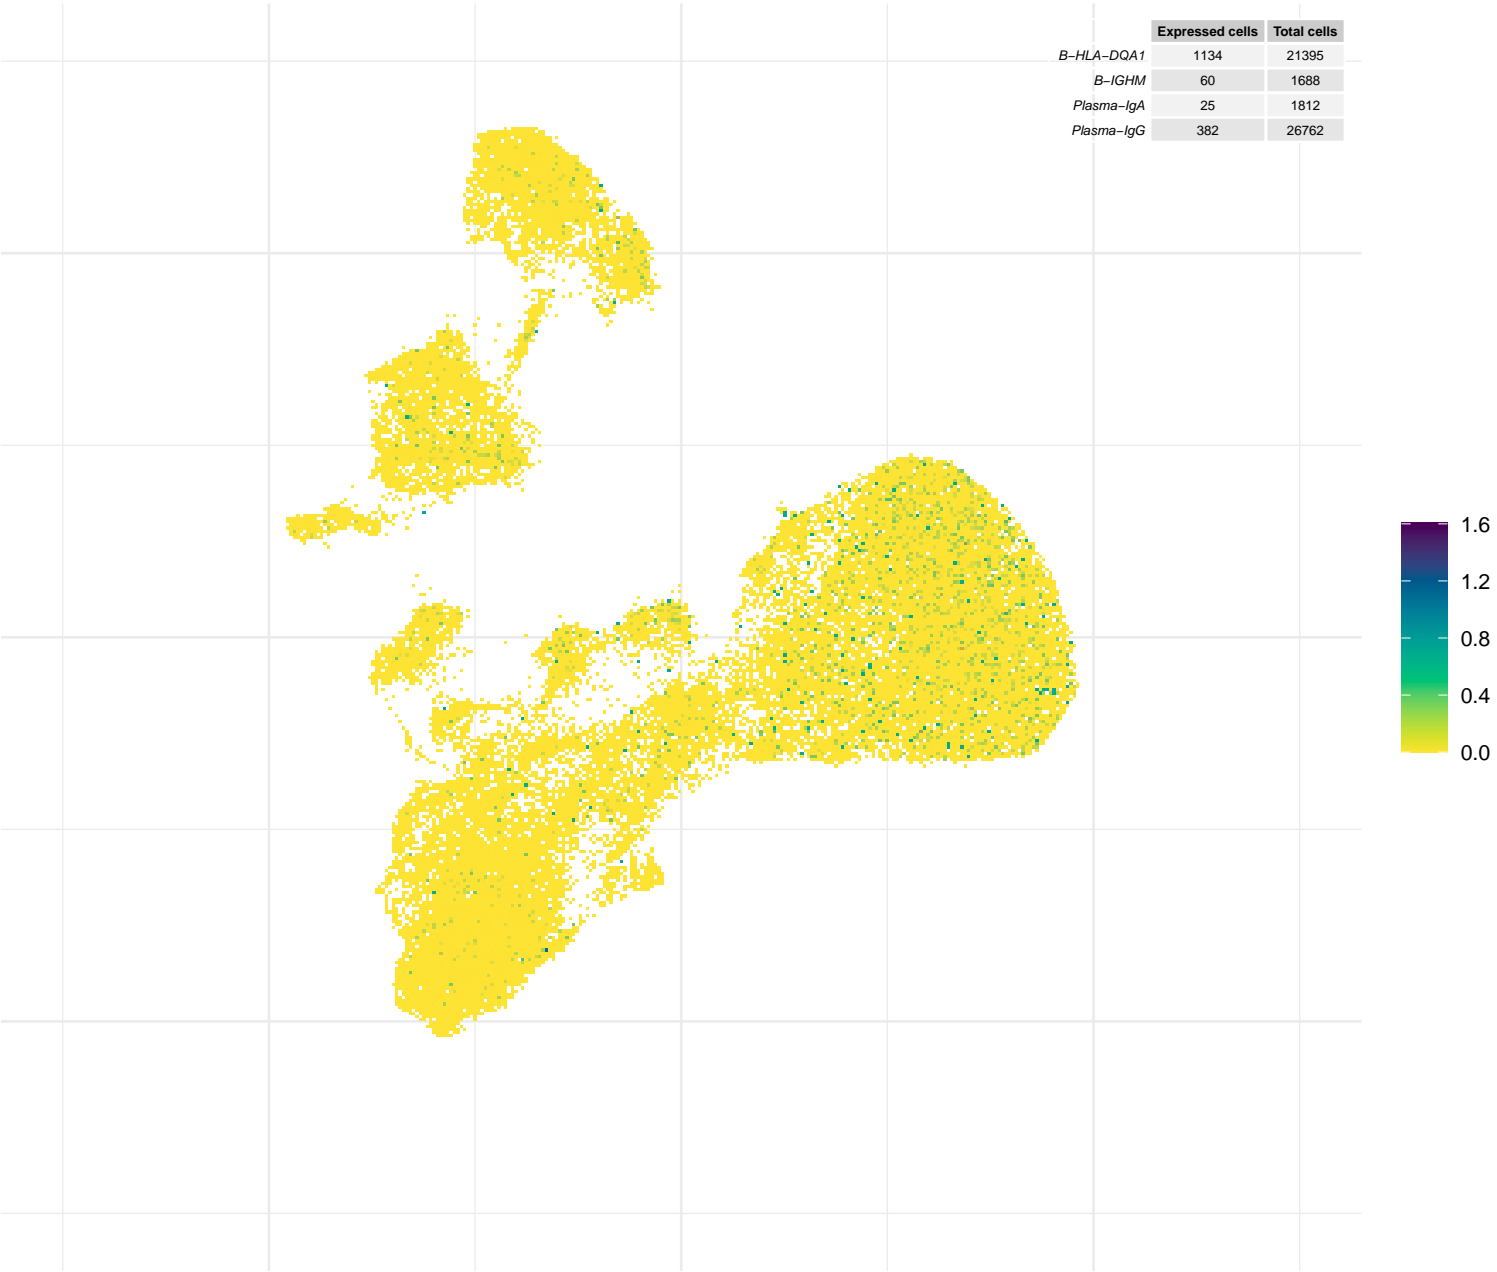 Expressed cells Total cells
B−HLA−DQA1 1134 21395
B−IGHM 60 1688
Plasma−IgA 25 1812
Plasma−IgG 382 26762
1.6
1.2
0.8
0.4
0.0